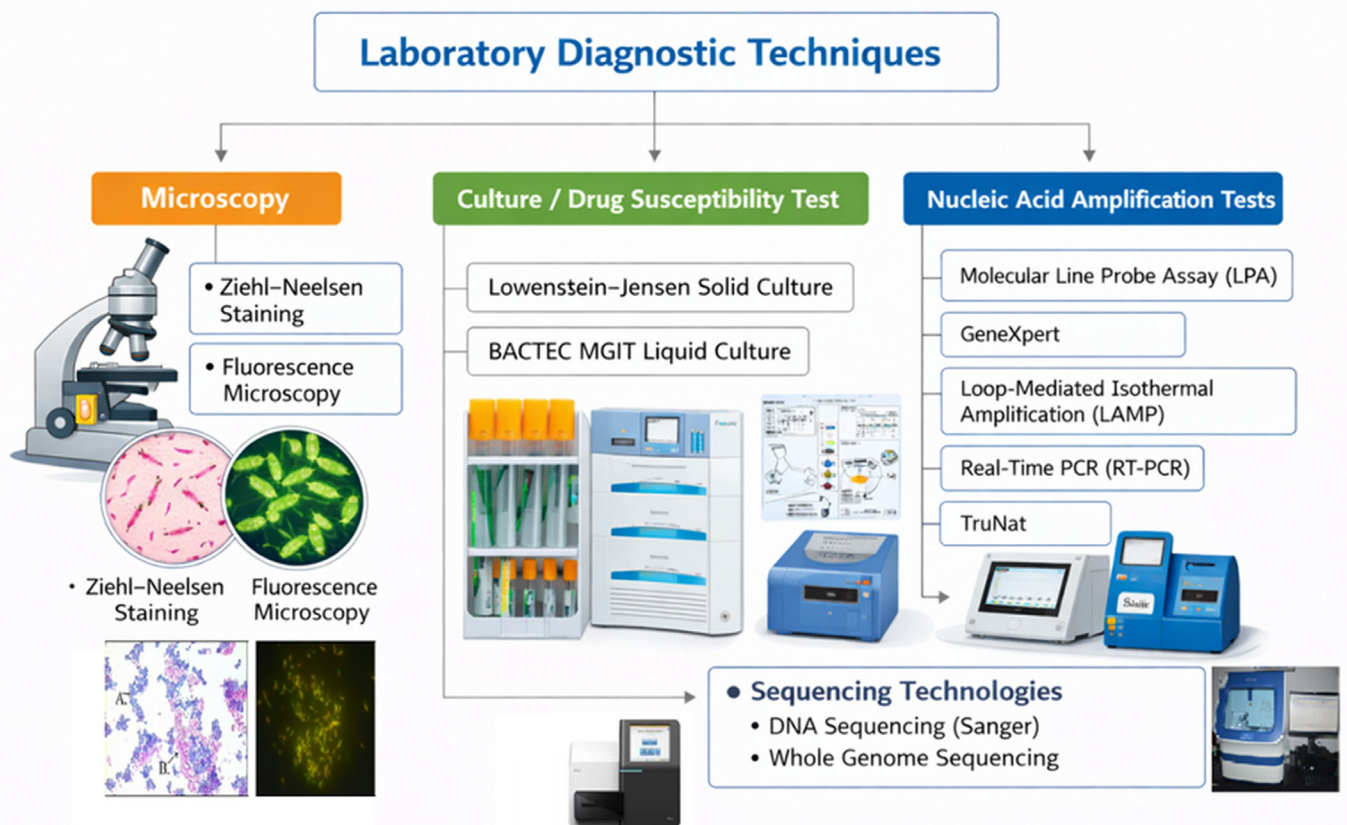 Laboratory Diagnostic Techniques
Microscopy
• Ziehl–Neelsen
Staining
• Fluorescence
Microscopy
• Ziehl–Neelsen
Staining
Fluorescence
Microscopy
A.
B.
Culture / Drug Susceptibility Test
Lowenstein–Jensen Solid Culture
BACTEC MGIT Liquid Culture
Nucleic Acid Amplification Tests
Molecular Line Probe Assay (LPA)
GeneXpert
Loop-Mediated Isothermal
Amplification (LAMP)
Real-Time PCR (RT-PCR)
TruNat
• Sequencing Technologies
• DNA Sequencing (Sanger)
• Whole Genome Sequencing